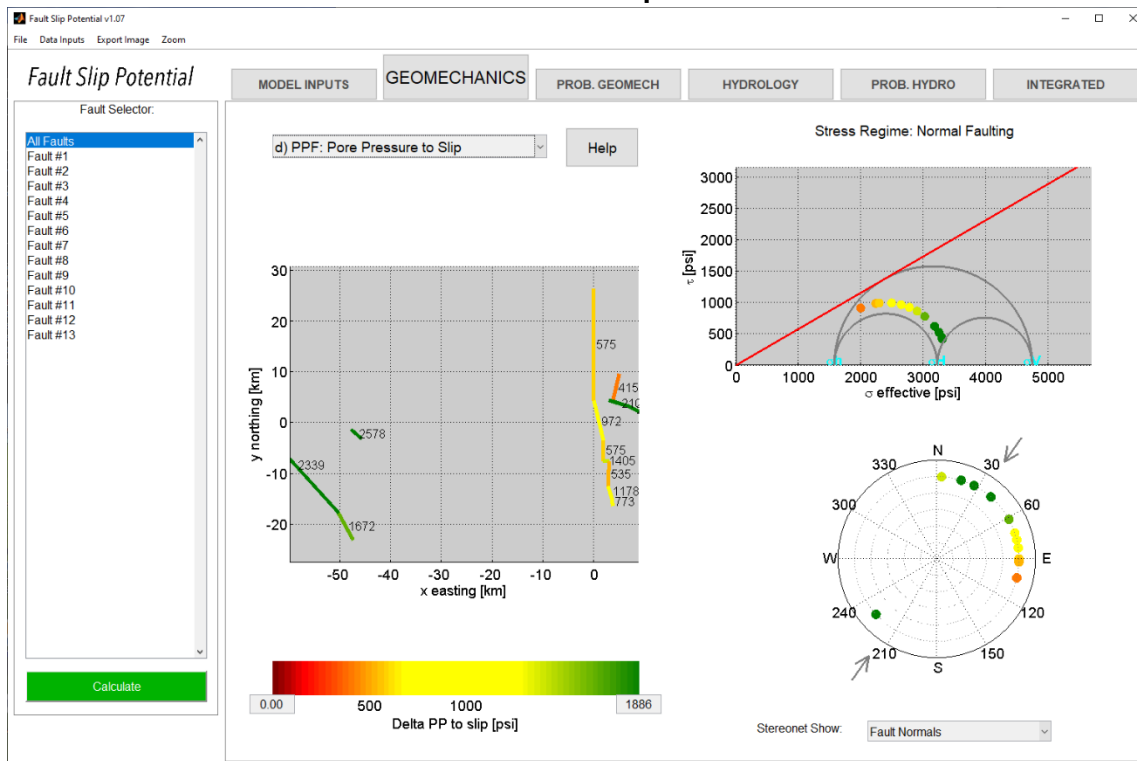 Fault Slip Potential v1.07
File Data Inputs Export Image Zoom
Fault Slip Potential
MODEL INPUTS
GEOMECHANICS
PROB. GEOMECH
HYDROLOGY
PROB. HYDRO
INTEGRATED
Fault Selector:
All Faults
Fault #1
Fault #2
Fault #3
Fault #4
Fault #5
Fault #6
Fault #7
Fault #8
Fault #9
Fault #10
Fault #11
Fault #12
Fault #13
Calculate
d) PPF: Pore Pressure to Slip
Help
30
20
10
0
-10
-20
y northing [km]
575
415
972
575
1405
535
1178
773
2578
2339
1672
-50 -40 -30 -20 -10 0
x easting [km]
0.00 500 1000 1886
Delta PP to slip [psi]
Stress Regime: Normal Faulting
3000
2500
2000
1500
1000
500
0
τ [psi]
0 1000 2000 3000 4000 5000
σ effective [psi]
N
30
60
E
120
150
S
210
240
W
300
330
Stereonet Show:
Fault Normals